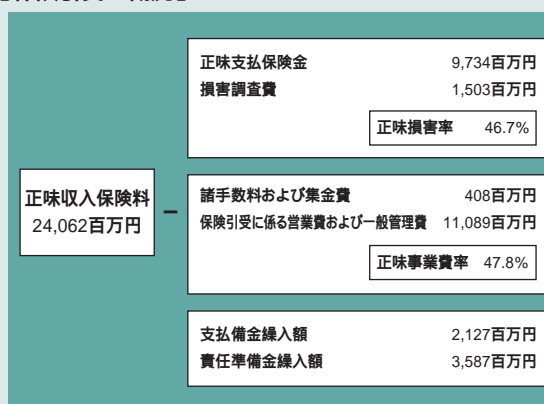 正味支払保険金 9,734百万円
損害調査費 1,503百万円
正味損害率 46.7%
正味収入保険料
24,062百万円
−
諸手数料および集金費 408百万円
保険引受に係る営業費および一般管理費 11,089百万円
正味事業費率 47.8%
支払備金繰入額 2,127百万円
責任準備金繰入額 3,587百万円